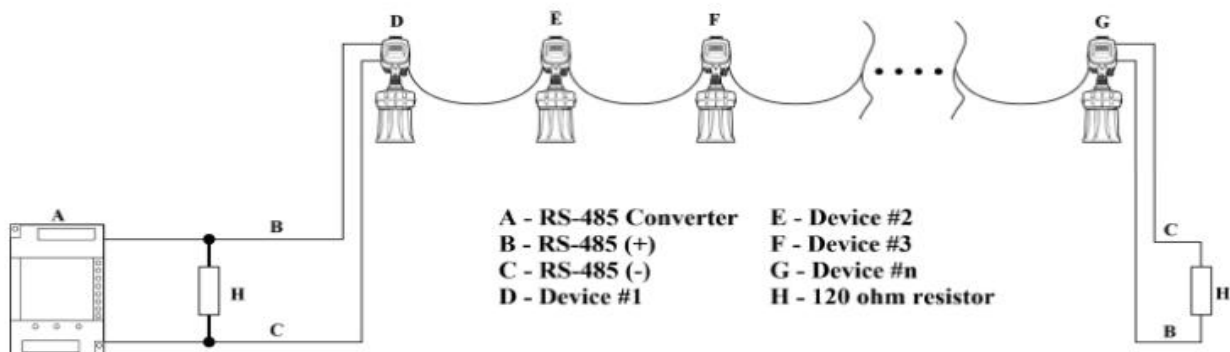 D E F G
A
B
H
C
A - RS-485 Converter
B - RS-485 (+)
C - RS-485 (-)
D - Device #1
E - Device #2
F - Device #3
G - Device #n
H - 120 ohm resistor
C
H
B